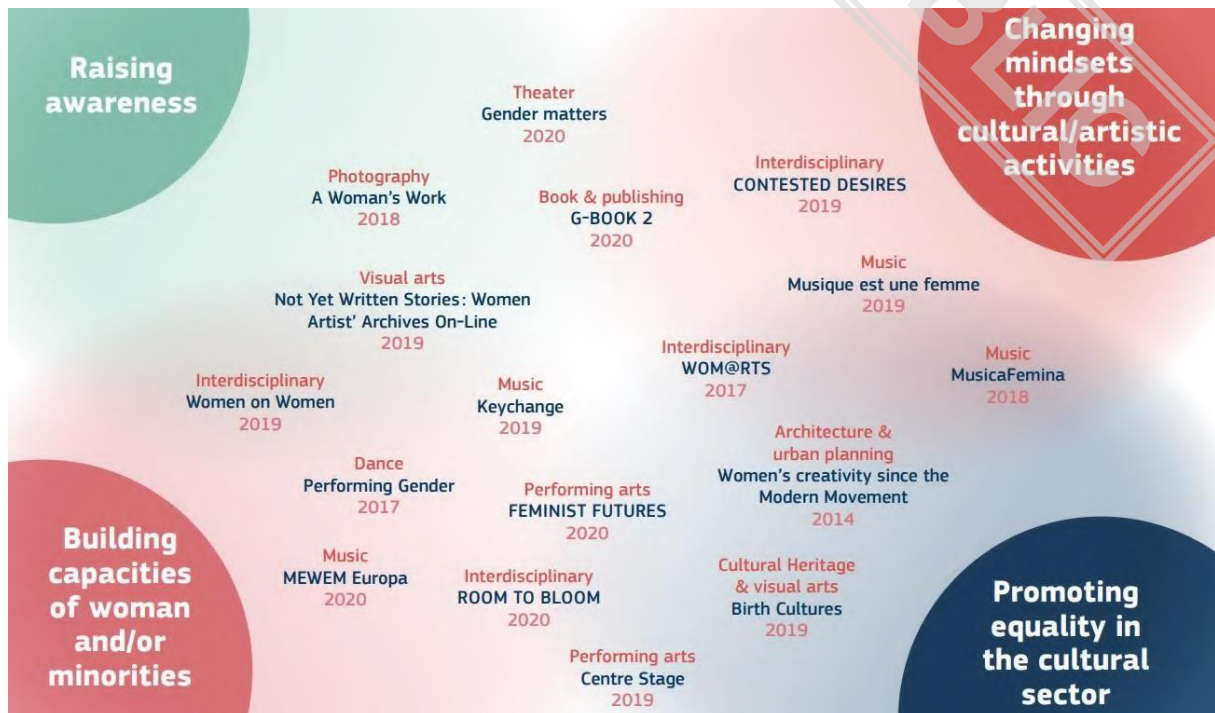 Raising
awareness
Changing
mindsets
through
cultural/artistic
activities
Theater
Gender matters
2020
Interdisciplinary
CONTESTED DESIRES
2019
Photography
A Woman's Work
2018
Book & publishing
G-BOOK 2
2020
Music
Musique est une femme
2019
Visual arts
Not Yet Written Stories: Women
Artist' Archives On-Line
2019
Interdisciplinary
WOM@RTS
2017
Music
MusicaFemina
2018
Interdisciplinary
Women on Women
2019
Music
Keychange
2019
Architecture &
urban planning
Women's creativity since the
Modern Movement
2014
Dance
Performing Gender
2017
Performing arts
FEMINIST FUTURES
2020
Music
MEWEM Europa
2020
Interdisciplinary
ROOM TO BLOOM
2020
Cultural Heritage
& visual arts
Birth Cultures
2019
Performing arts
Centre Stage
2019
Building
capacities
of woman
and/or
minorities
Promoting
equality in
the cultural
sector